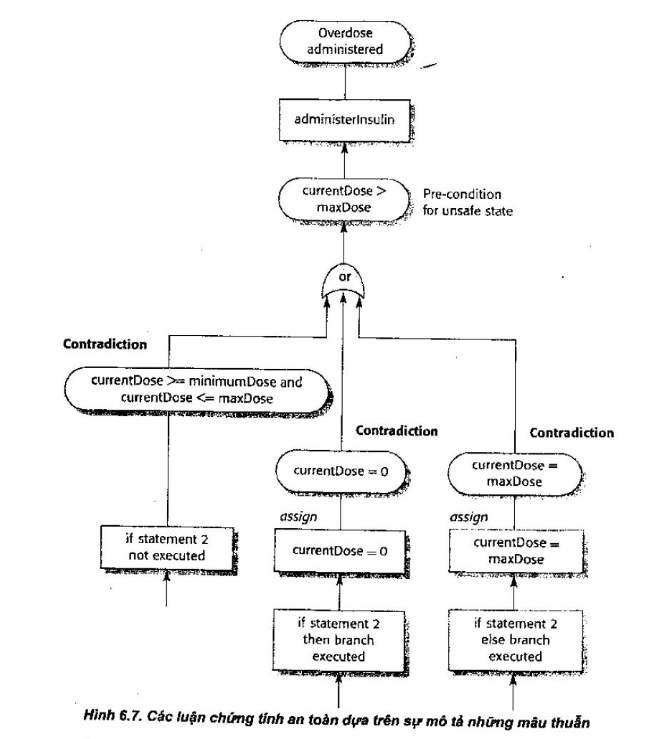 Overdose
administered
administerInsulin
currentDose >
maxDose
Pre-condition
for unsafe state
or
Contradiction
currentDose >= minimumDose and
currentDose <= maxDose
Contradiction
Contradiction
currentDose = 0
currentDose =
maxDose
assign
assign
if statement 2
not executed
currentDose = 0
currentDose =
maxDose
if statement 2
then branch
executed
if statement 2
else branch
executed
Hình 6.7. Các luận chứng tính an toàn dựa trên sự mô tả những mâu thuẫn